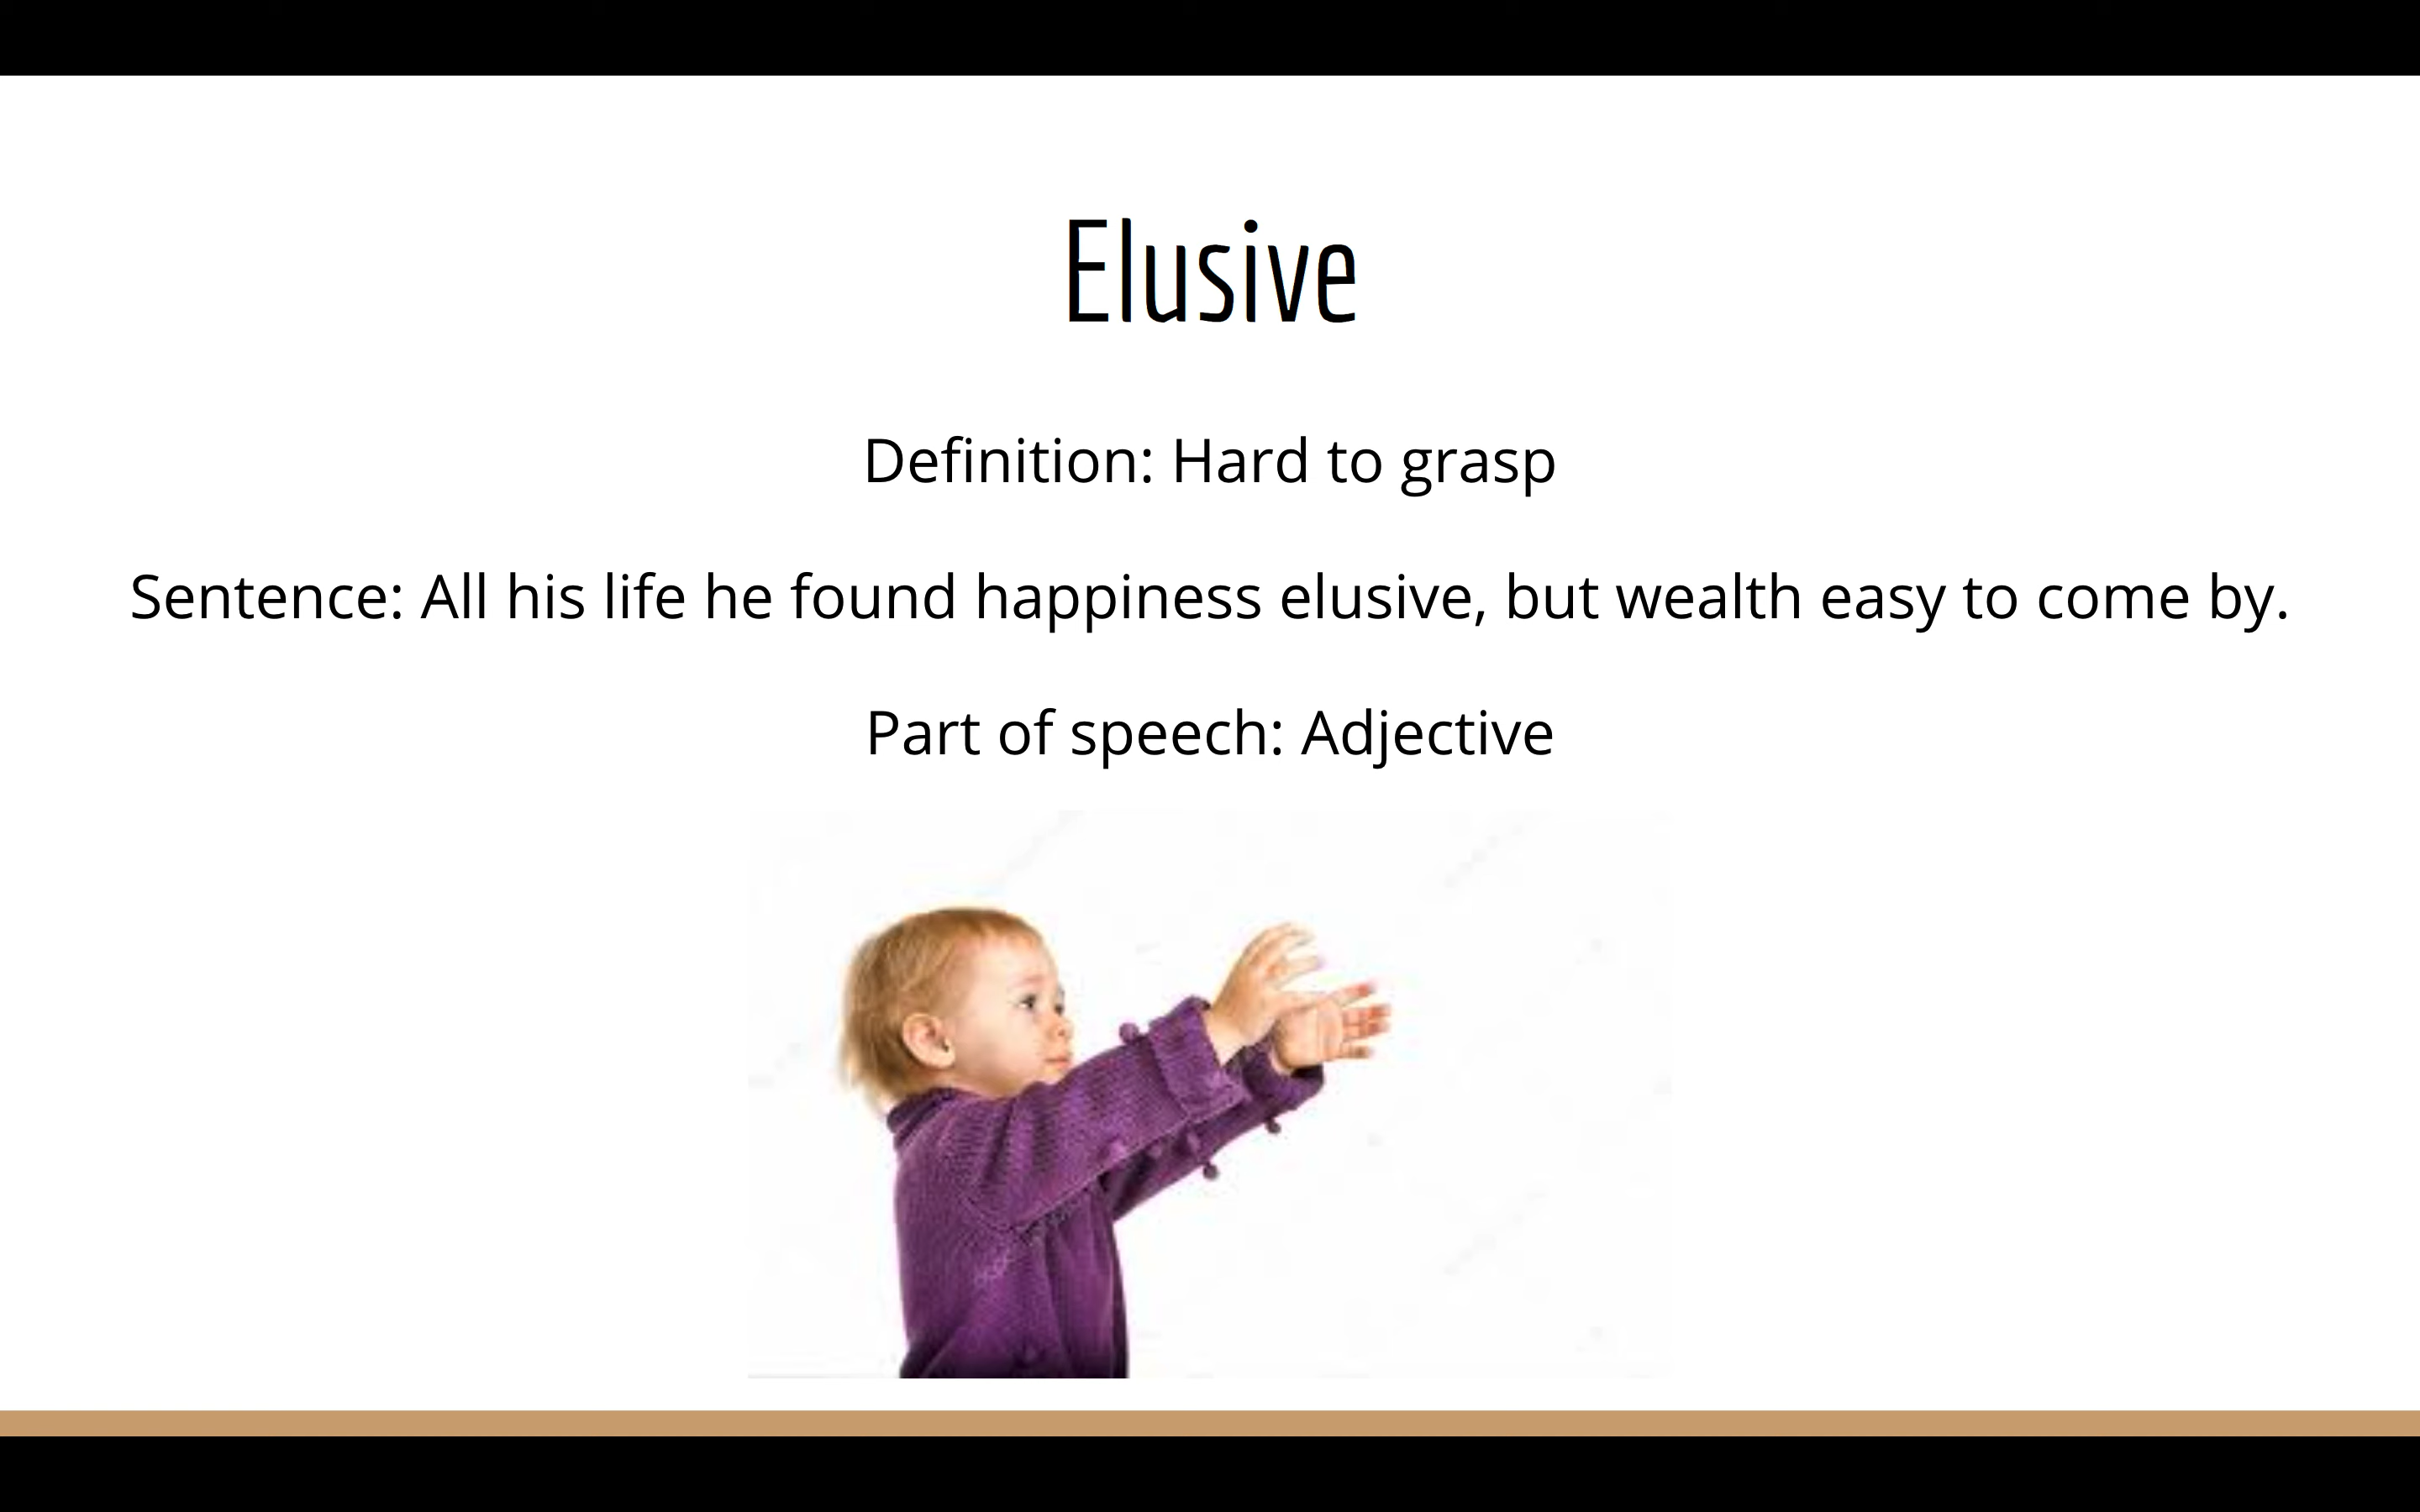 Elusive
Definition: Hard to grasp
Sentence: All his life he found happiness elusive, but wealth easy to come by.
Part of speech: Adjective